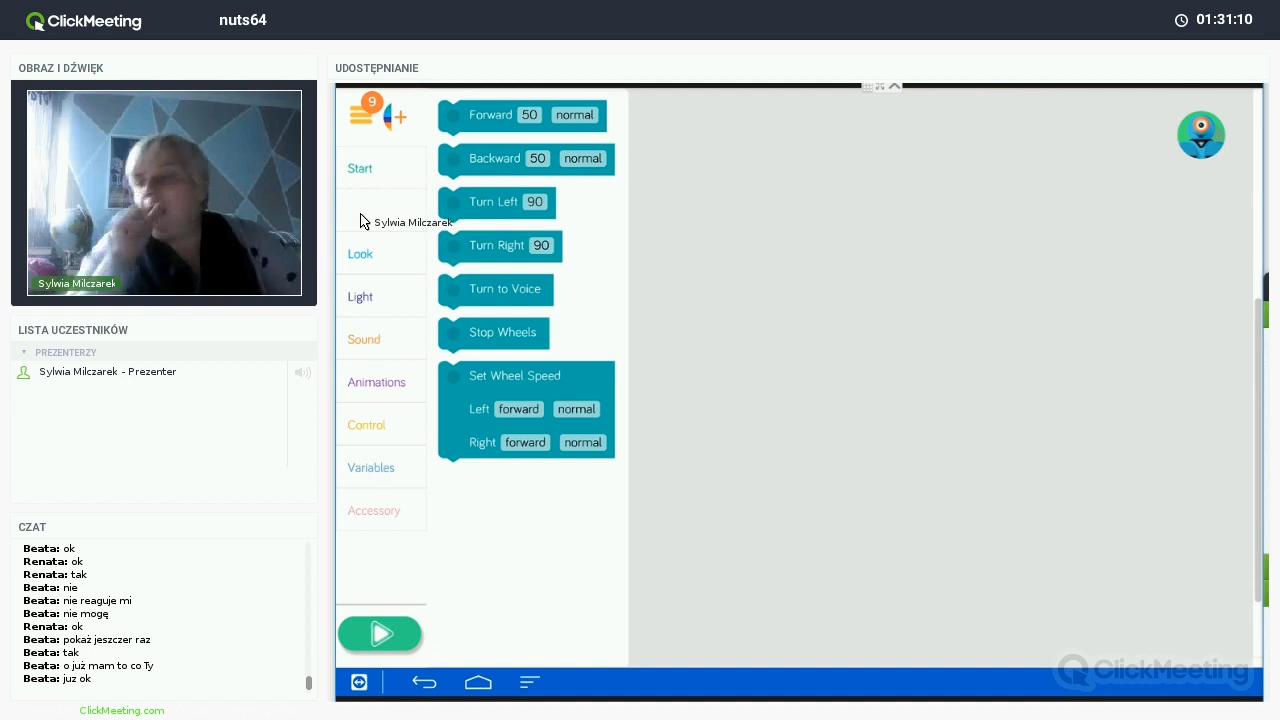 ClickMeeting
nuts64
01:31:10
OBRAZ I DŹWIĘK
Sylwia Milczarek
LISTA UCZESTNIKÓW
PREZENTERZY
Sylwia Milczarek - Prezenter
CZAT
Beata: ok
Renata: ok
Renata: tak
Beata: nie
Beata: nie reaguje mi
Beata: nie mogę
Renata: ok
Beata: pokaż jeszczer raz
Beata: tak
Beata: o już mam to co Ty
Beata: juz ok
ClickMeeting.com
UDOSTĘPNIANIE
9
Start
Sylwia Milczarek
Look
Light
Sound
Animations
Control
Variables
Accessory
Forward 50 normal
Backward 50 normal
Turn Left 90
Turn Right 90
Turn to Voice
Stop Wheels
Set Wheel Speed
Left forward normal
Right forward normal
ClickMeeting